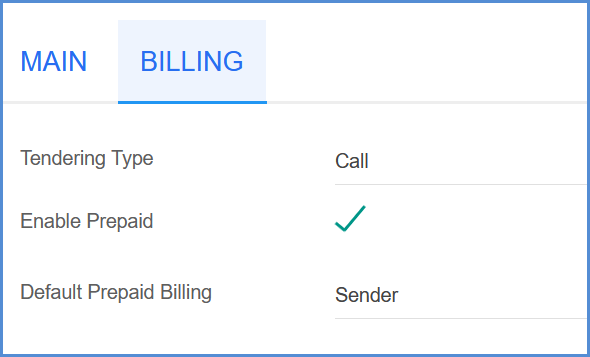 MAIN BILLING
Tendering Type Call
Enable Prepaid
Default Prepaid Billing Sender